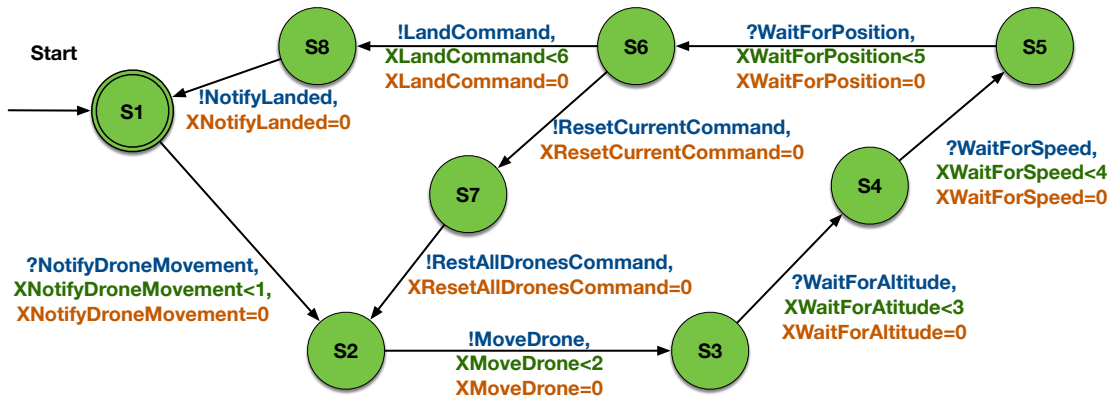 Start
S1
S8
!LandCommand,
XLandCommand<6
XLandCommand=0
S6
?WaitForPosition,
XWaitForPosition<5
XWaitForPosition=0
S5
!NotifyLanded,
XNotifyLanded=0
!ResetCurrentCommand,
XResetCurrentCommand=0
S7
S4
?WaitForSpeed,
XWaitForSpeed<4
XWaitForSpeed=0
?NotifyDroneMovement,
XNotifyDroneMovement<1,
XNotifyDroneMovement=0
!RestAllDronesCommand,
XResetAllDronesCommand=0
?WaitForAltitude,
XWaitForAtitude<3
XWaitForAltitude=0
S2
!MoveDrone,
XMoveDrone<2
XMoveDrone=0
S3